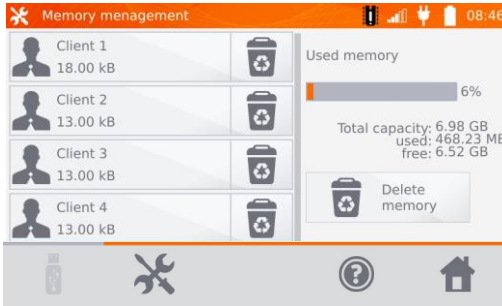 Memory menagement
08:46
Client 1
18.00 kB
Client 2
13.00 kB
Client 3
13.00 kB
Client 4
13.00 kB
Used memory
6%
Total capacity: 6.98 GB
used: 468.23 MB
free: 6.52 GB
Delete
memory